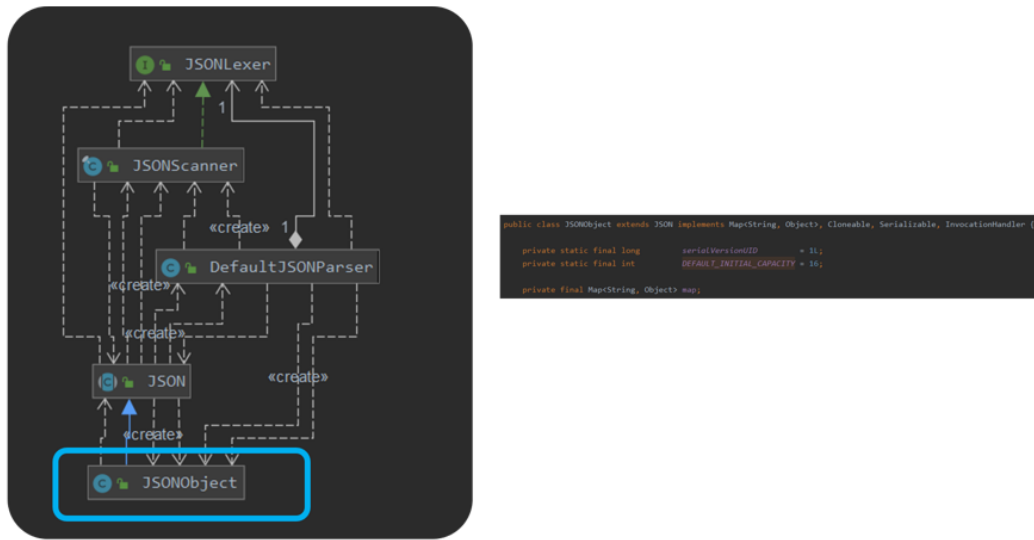 I JSONLexer
1
C JSONScanner
«create» 1
C DefaultJSONParser
«create»
«create»
C JSON
«create»
«create»
C JSONObject
public class JSONObject extends JSON implements Map<String, Object>, Cloneable, Serializable, InvocationHandler {
private static final long serialVersionUID = 1L;
private static final int DEFAULT_INITIAL_CAPACITY = 16;
private final Map<String, Object> map;